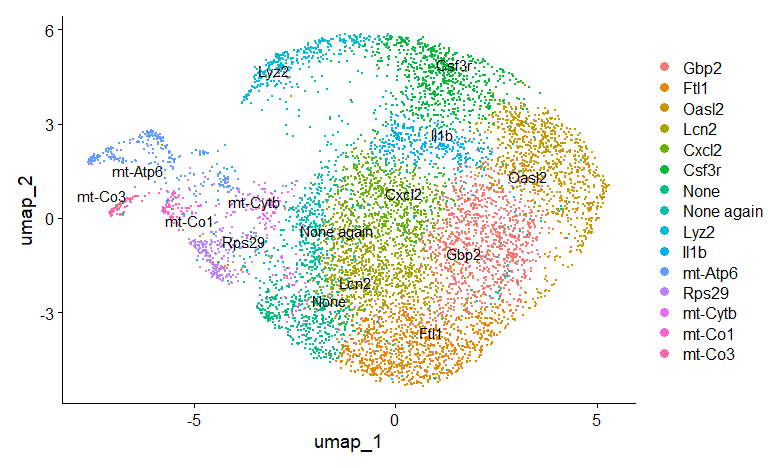 6
3
0
-3
umap_2
-5
0
5
umap_1
Lyz2
Csf3r
Il1b
mt-Atp6
Oasl2
mt-Co3
mt-Cytb
Cxcl2
mt-Co1
None again
Rps29
Gbp2
Lcn2
None
Ftl1
Gbp2
Ftl1
Oasl2
Lcn2
Cxcl2
Csf3r
None
None again
Lyz2
Il1b
mt-Atp6
Rps29
mt-Cytb
mt-Co1
mt-Co3